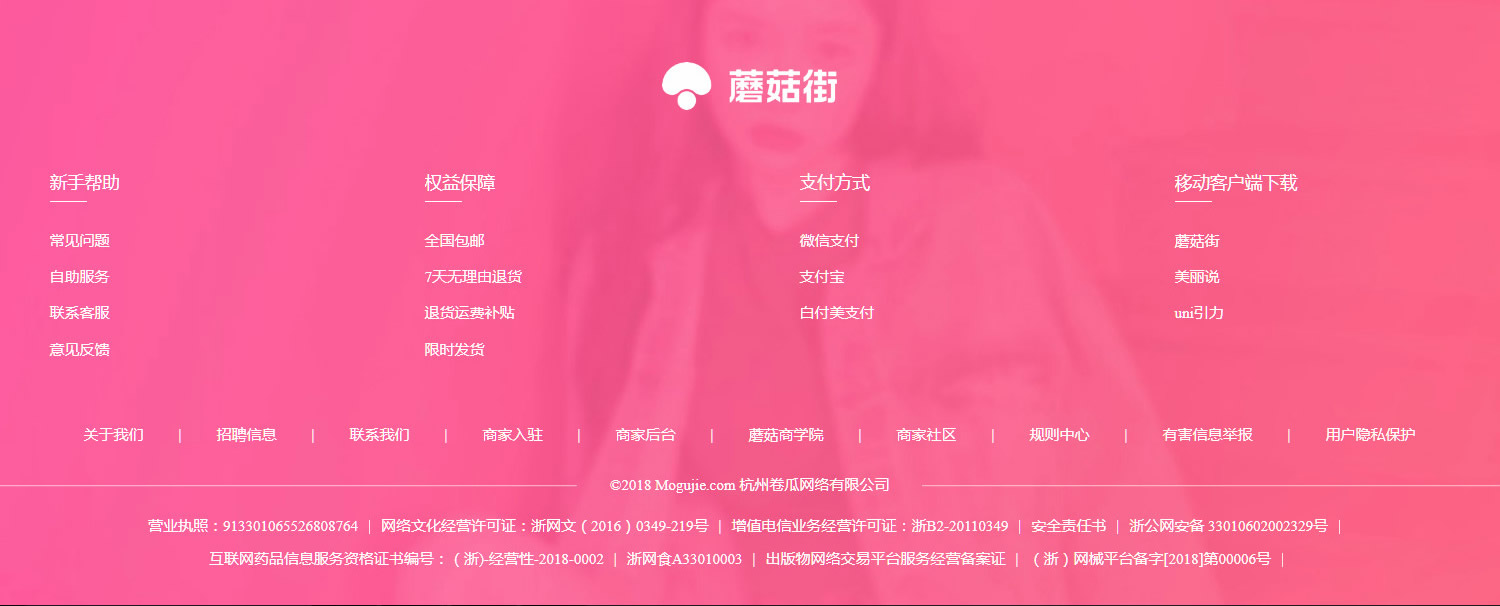 蘑菇街
新手帮助
常见问题
自助服务
联系客服
意见反馈
权益保障
全国包邮
7天无理由退货
退货运费补贴
限时发货
支付方式
微信支付
支付宝
白付美支付
移动客户端下载
蘑菇街
美丽说
uni引力
关于我们 | 招聘信息 | 联系我们 | 商家入驻 | 商家后台 | 蘑菇商学院 | 商家社区 | 规则中心 | 有害信息举报 | 用户隐私保护
©2018 Mogujie.com 杭州卷瓜网络有限公司
营业执照：913301065526808764 | 网络文化经营许可证：浙网文（2016）0349-219号 | 增值电信业务经营许可证：浙B2-20110349 | 安全责任书 | 浙公网安备 33010602002329号 |
互联网药品信息服务资格证书编号：（浙)-经营性-2018-0002 | 浙网食A33010003 | 出版物网络交易平台服务经营备案证 | （浙）网械平台备字[2018]第00006号 |